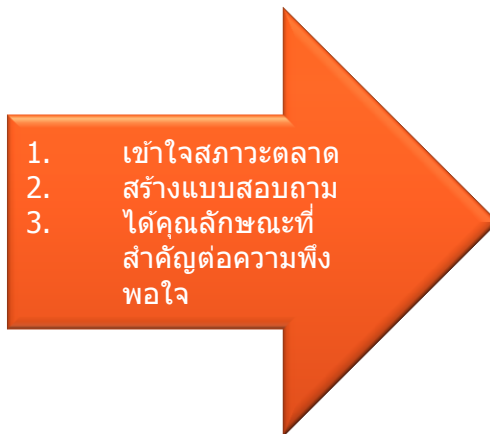 1. เข้าใจสภาวะตลาด
2. สร้างแบบสอบถาม
3. ได้คุณลักษณะที่
สำคัญต่อความพึง
พอใจ